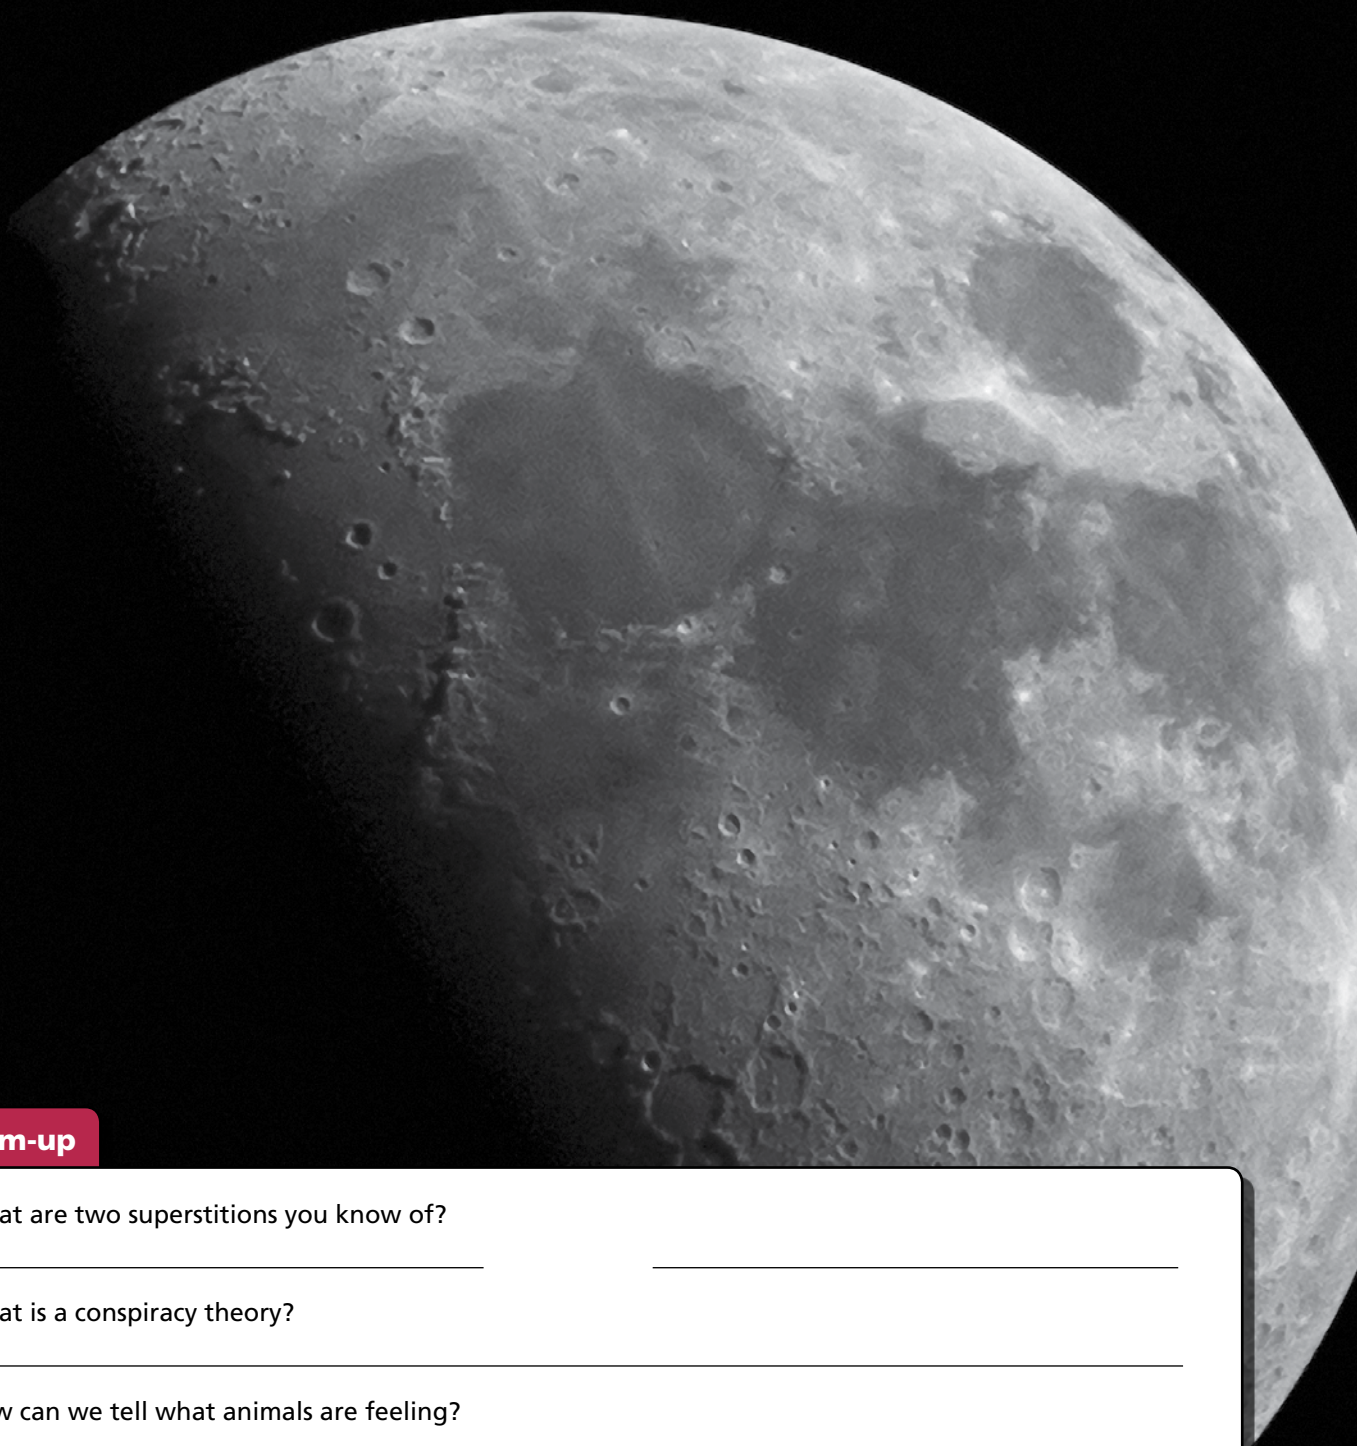 m-up
at are two superstitions you know of?
at is a conspiracy theory?
w can we tell what animals are feeling?